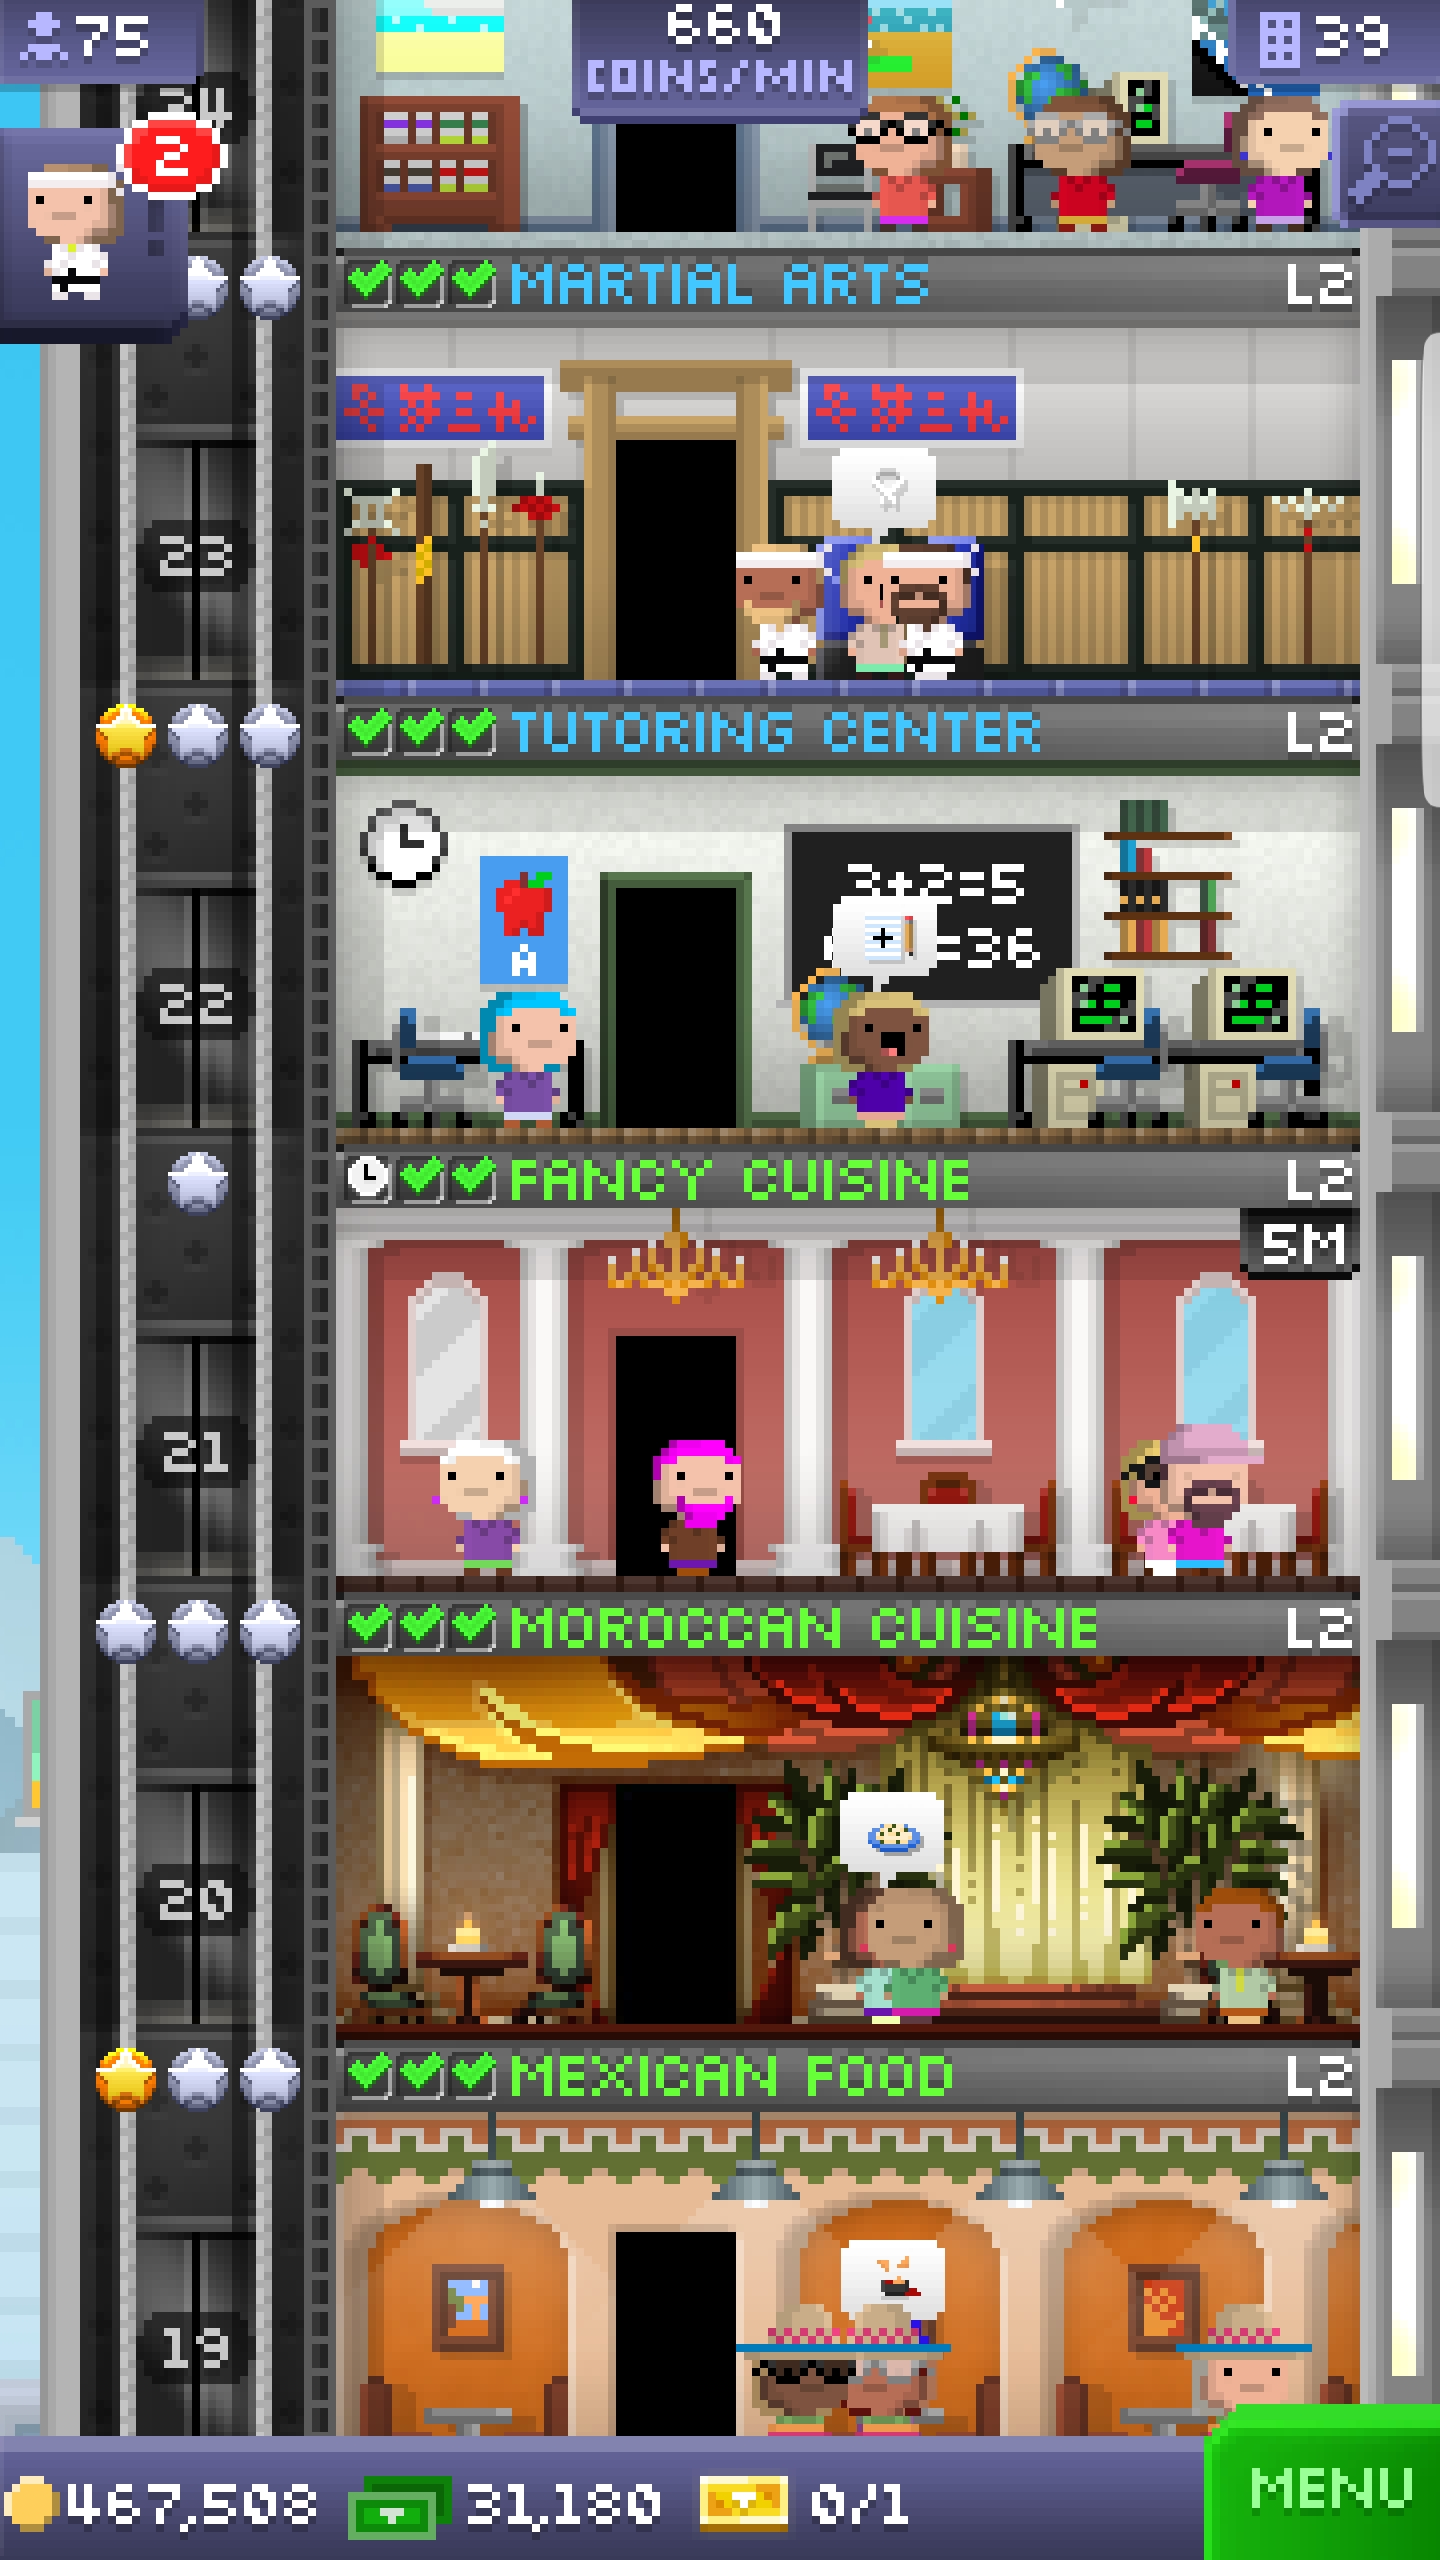 75
660
COINS/MIN
39
24
2
MARTIAL ARTS
L2
23
TUTORING CENTER
L2
3+2=5
=36
A
22
FANCY CUISINE
L2
5M
21
MOROCCAN CUISINE
L2
20
MEXICAN FOOD
L2
19
467,508
31,180
0/1
MENU